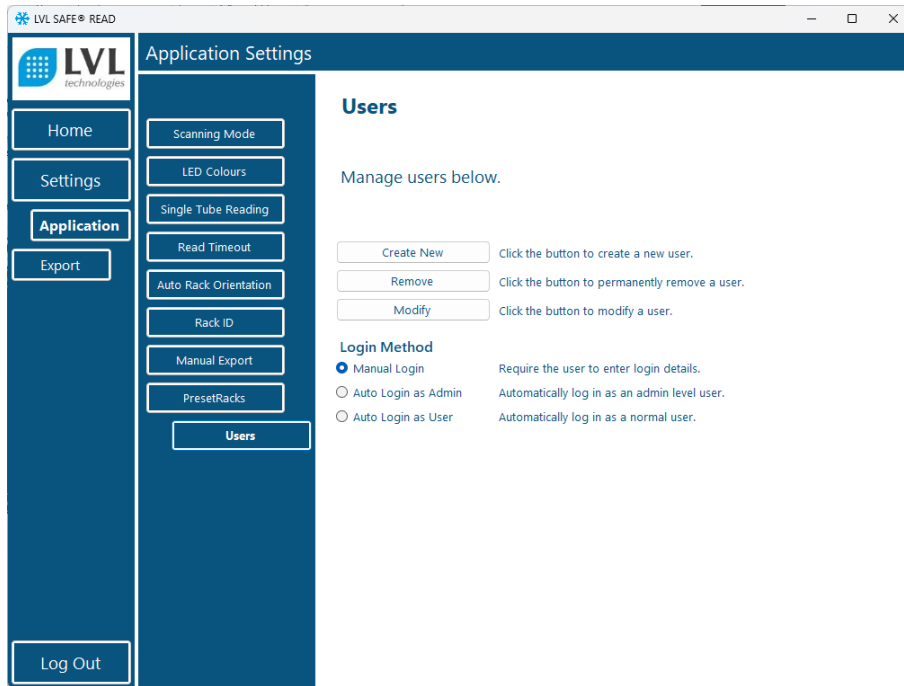 LVL SAFE® READ
LVL
technologies
Application Settings
Home
Settings
Application
Export
Log Out
Scanning Mode
LED Colours
Single Tube Reading
Read Timeout
Auto Rack Orientation
Rack ID
Manual Export
PresetRacks
Users
Users
Manage users below.
Create New Click the button to create a new user.
Remove Click the button to permanently remove a user.
Modify Click the button to modify a user.
Login Method
Manual Login Require the user to enter login details.
Auto Login as Admin Automatically log in as an admin level user.
Auto Login as User Automatically log in as a normal user.